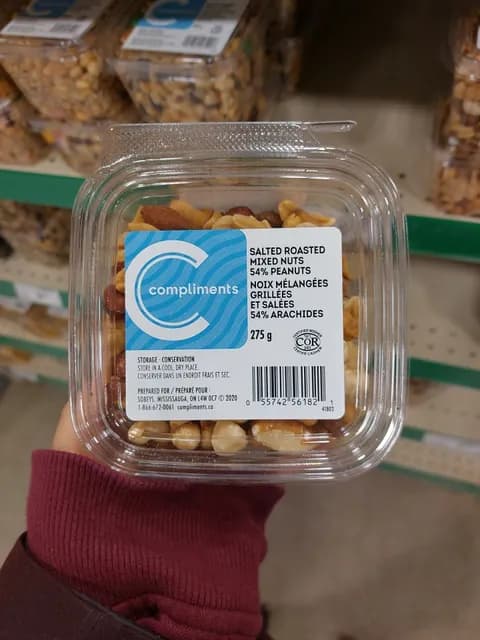 compliments
SALTED ROASTED
MIXED NUTS
54% PEANUTS
NOIX MÉLANGÉES
GRILLÉES
ET SALÉES
54% ARACHIDES
275 g
COR
STORAGE · CONSERVATION
STORE IN A COOL, DRY PLACE.
CONSERVER DANS UN ENDROIT FRAIS ET SEC.
PREPARED FOR / PRÉPARÉ POUR
SOBEYS, MISSISSAUGA, ON L4W 0C7 © 2020
1-866-672-0061 compliments.ca
0 55742 56182 1